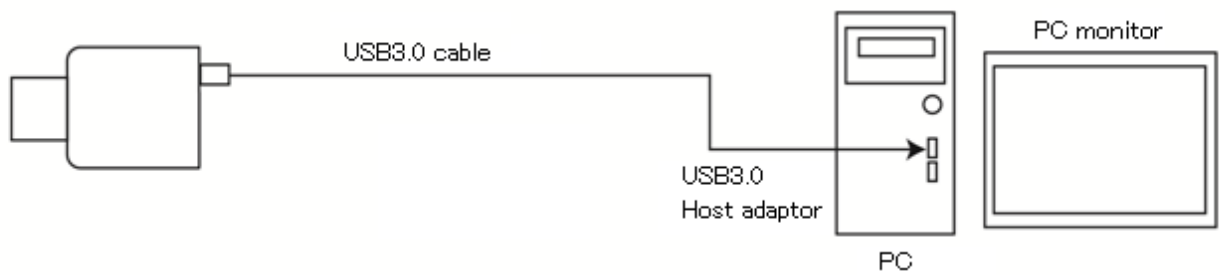 PC monitor
USB3.0 cable
USB3.0
Host adaptor
PC